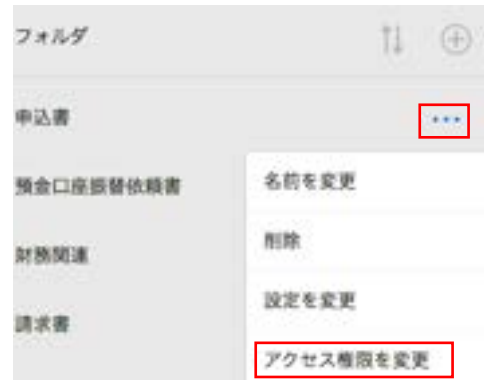 フォルダ
申込書
預金口座振替依頼書
名前を変更
削除
財務関連
設定を変更
請求書
アクセス権限を変更